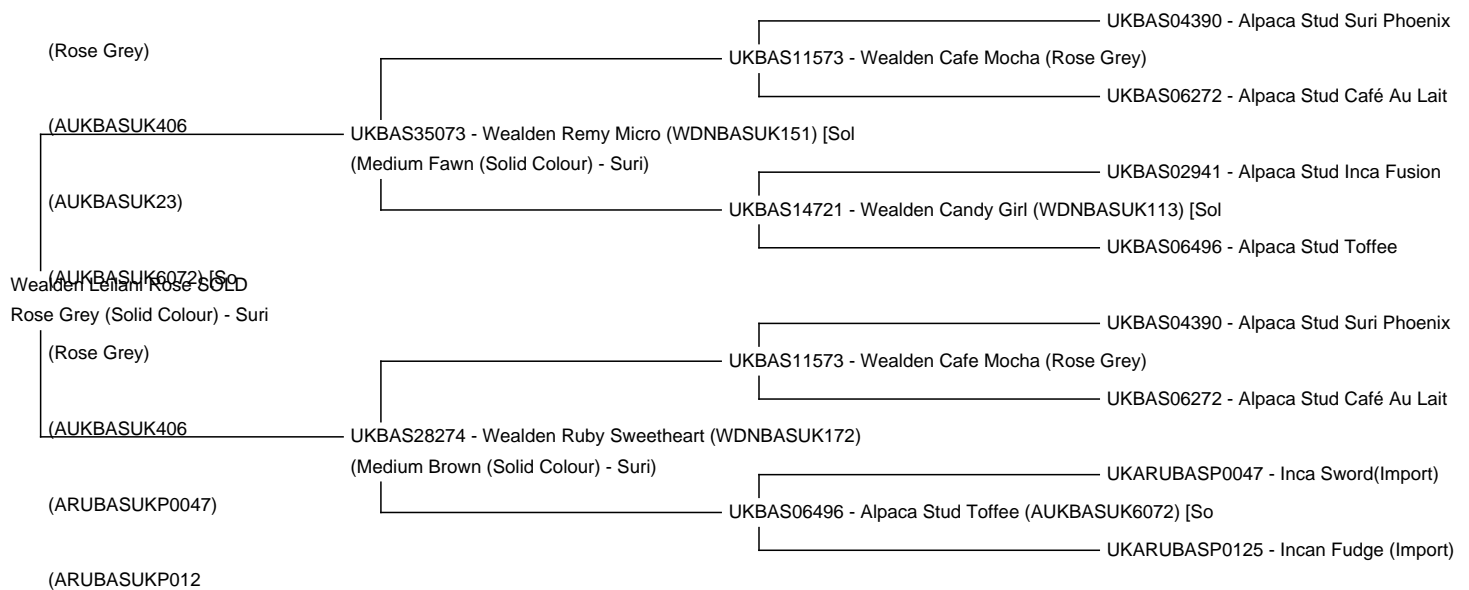 UKBAS04390 - Alpaca Stud Suri Phoenix
(Rose Grey)
UKBAS11573 - Wealden Cafe Mocha (Rose Grey)
UKBAS06272 - Alpaca Stud Café Au Lait
(AUKBASUK406
UKBAS35073 - Wealden Remy Micro (WDNBASUK151) [Sol
(Medium Fawn (Solid Colour) - Suri)
UKBAS02941 - Alpaca Stud Inca Fusion
(AUKBASUK23)
UKBAS14721 - Wealden Candy Girl (WDNBASUK113) [Sol
UKBAS06496 - Alpaca Stud Toffee
(AUKBASUK6072) [So
Wealden Leilani Rose SOLD
Rose Grey (Solid Colour) - Suri
UKBAS04390 - Alpaca Stud Suri Phoenix
(Rose Grey)
UKBAS11573 - Wealden Cafe Mocha (Rose Grey)
UKBAS06272 - Alpaca Stud Café Au Lait
(AUKBASUK406
UKBAS28274 - Wealden Ruby Sweetheart (WDNBASUK172)
(Medium Brown (Solid Colour) - Suri)
UKARUBASP0047 - Inca Sword(Import)
(ARUBASUKP0047)
UKBAS06496 - Alpaca Stud Toffee (AUKBASUK6072) [So
UKARUBASP0125 - Incan Fudge (Import)
(ARUBASUKP012